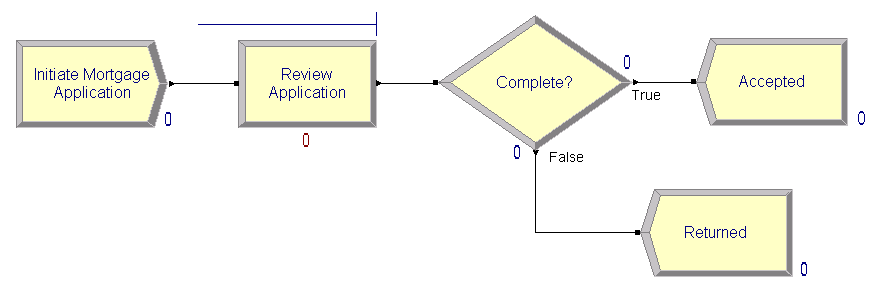 Initiate Mortgage
Application
0
Review
Application
0
Complete?
0
True
0
False
Accepted
0
Returned
0